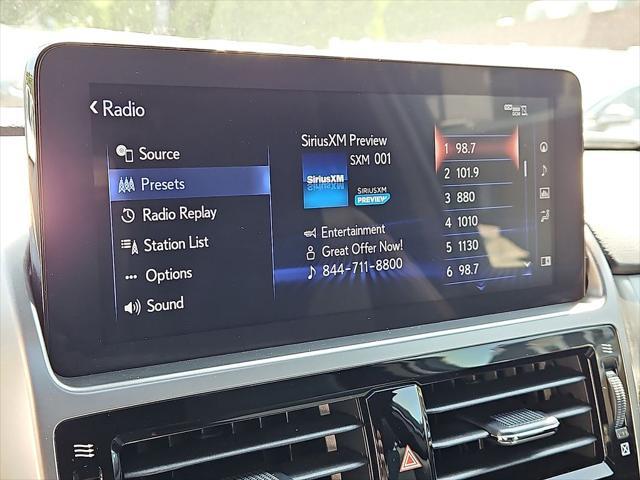 Radio
Source
Presets
Radio Replay
Station List
Options
Sound
SiriusXM Preview
SXM 001
SiriusXM
SIRIUSXM
PREVIEW
Entertainment
Great Offer Now!
844-711-8800
1 98.7
2 101.9
3 880
4 1010
5 1130
6 98.7